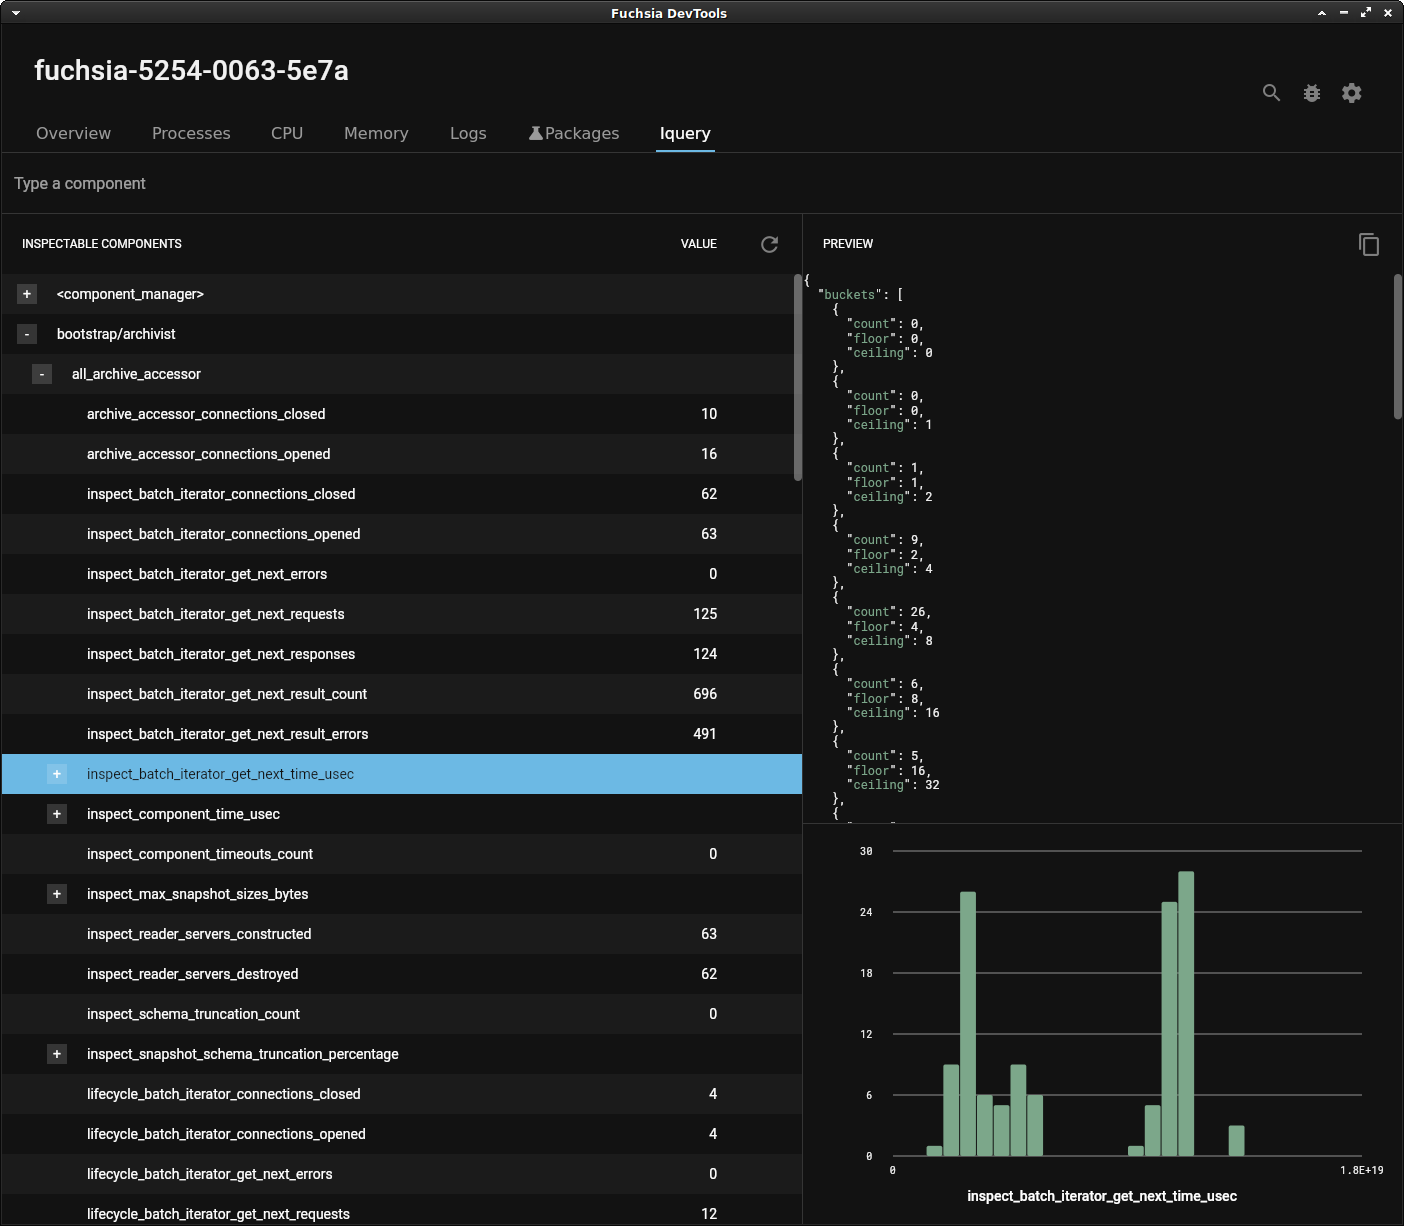 Fuchsia DevTools
fuchsia-5254-0063-5e7a
Overview Processes CPU Memory Logs Packages Iquery
Type a component
INSPECTABLE COMPONENTS VALUE
+ <component_manager>
- bootstrap/archivist
- all_archive_accessor
archive_accessor_connections_closed 10
archive_accessor_connections_opened 16
inspect_batch_iterator_connections_closed 62
inspect_batch_iterator_connections_opened 63
inspect_batch_iterator_get_next_errors 0
inspect_batch_iterator_get_next_requests 125
inspect_batch_iterator_get_next_responses 124
inspect_batch_iterator_get_next_result_count 696
inspect_batch_iterator_get_next_result_errors 491
+ inspect_batch_iterator_get_next_time_usec
+ inspect_component_time_usec
inspect_component_timeouts_count 0
+ inspect_max_snapshot_sizes_bytes
inspect_reader_servers_constructed 63
inspect_reader_servers_destroyed 62
inspect_schema_truncation_count 0
+ inspect_snapshot_schema_truncation_percentage
lifecycle_batch_iterator_connections_closed 4
lifecycle_batch_iterator_connections_opened 4
lifecycle_batch_iterator_get_next_errors 0
lifecycle_batch_iterator_get_next_requests 12
PREVIEW
{
"buckets": [
{
"count": 0,
"floor": 0,
"ceiling": 0
},
{
"count": 0,
"floor": 0,
"ceiling": 1
},
{
"count": 1,
"floor": 1,
"ceiling": 2
},
{
"count": 9,
"floor": 2,
"ceiling": 4
},
{
"count": 26,
"floor": 4,
"ceiling": 8
},
{
"count": 6,
"floor": 8,
"ceiling": 16
},
{
"count": 5,
"floor": 16,
"ceiling": 32
},
{
30
24
18
12
6
0
0 1.8E+19
inspect_batch_iterator_get_next_time_usec